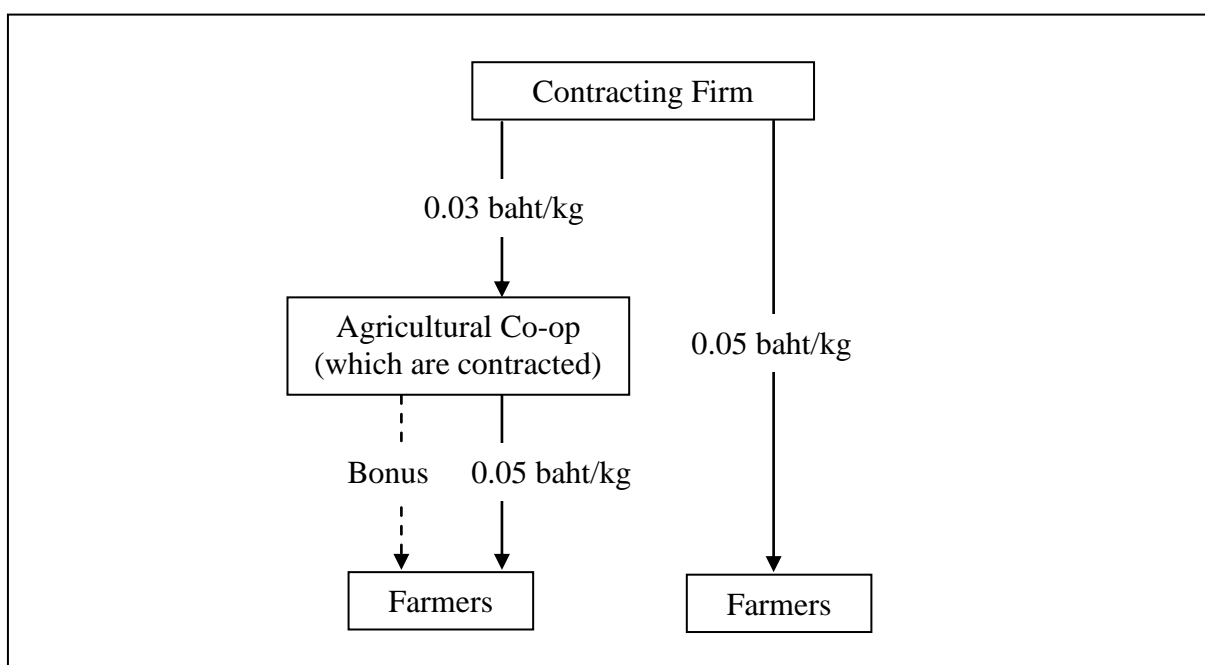 Contracting Firm
0.03 baht/kg
Agricultural Co-op
(which are contracted)
0.05 baht/kg
Bonus
0.05 baht/kg
Farmers
Farmers